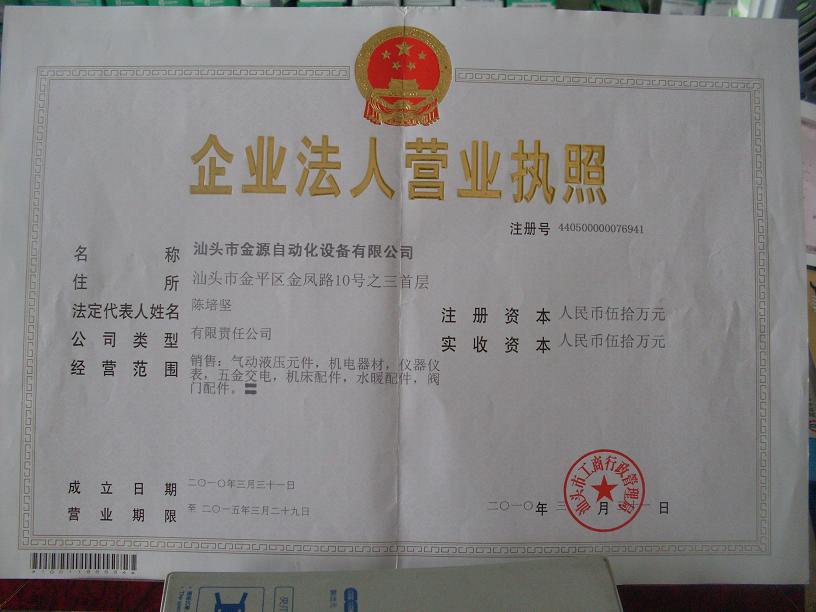 企业法人营业执照
注册号 440500000076941
名称 汕头市金源自动化设备有限公司
住所 汕头市金平区金凤路10号之三首层
法定代表人姓名 陈培坚
注册资本 人民币伍拾万元
公司类型 有限责任公司
实收资本 人民币伍拾万元
经营范围 销售：气动液压元件，机电器材，仪器仪
表，五金交电，机床配件，水暖配件，阀
门配件。
成立日期 二〇一〇年三月三十一日
营业期限 至 二〇一五年三月二十九日
汕头市工商行政管理局
二〇一〇年 三月 日